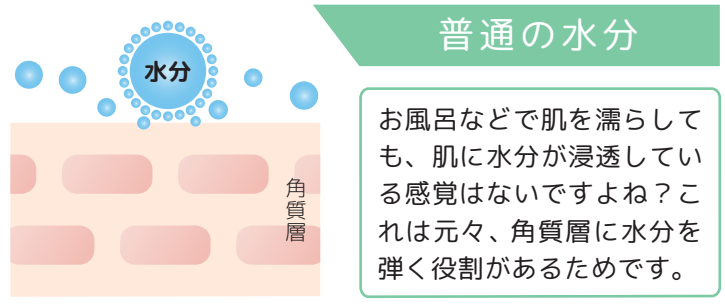 水分
角質層
普通の水分
お風呂などで肌を濡らして
も、肌に水分が浸透してい
る感覚はないですよね？こ
れは元々、角質層に水分を
弾く役割があるためです。